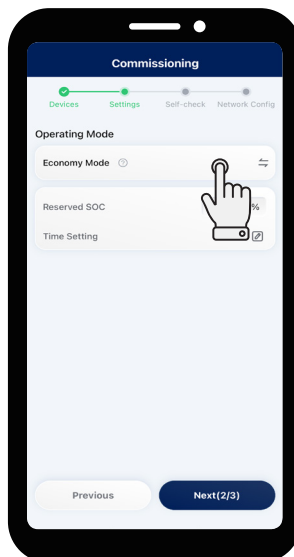 Commissioning
Devices Settings Self-check Network Config
Operating Mode
Economy Mode
Reserved SOC %
Time Setting
Previous Next(2/3)